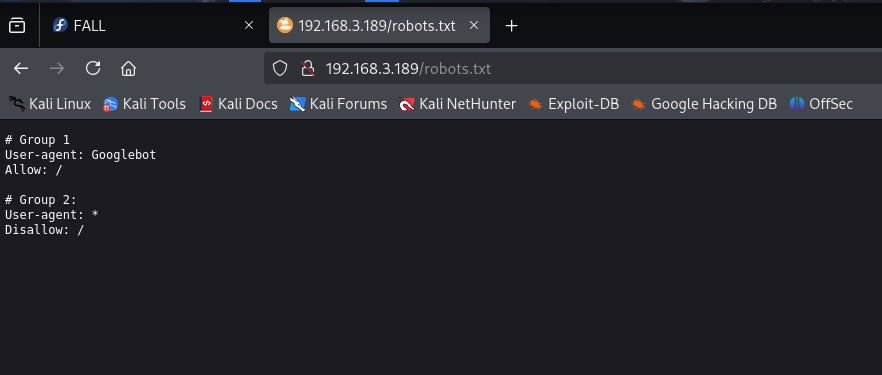 FALL
192.168.3.189/robots.txt
192.168.3.189/robots.txt
Kali Linux Kali Tools Kali Docs Kali Forums Kali NetHunter Exploit-DB Google Hacking DB OffSec
# Group 1
User-agent: Googlebot
Allow: /
# Group 2:
User-agent: *
Disallow: /